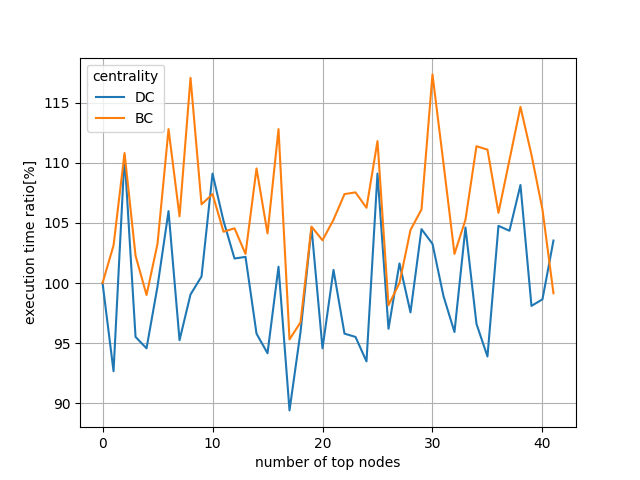 centrality
DC
BC
execution time ratio[%]
115
110
105
100
95
90
0 10 20 30 40
number of top nodes